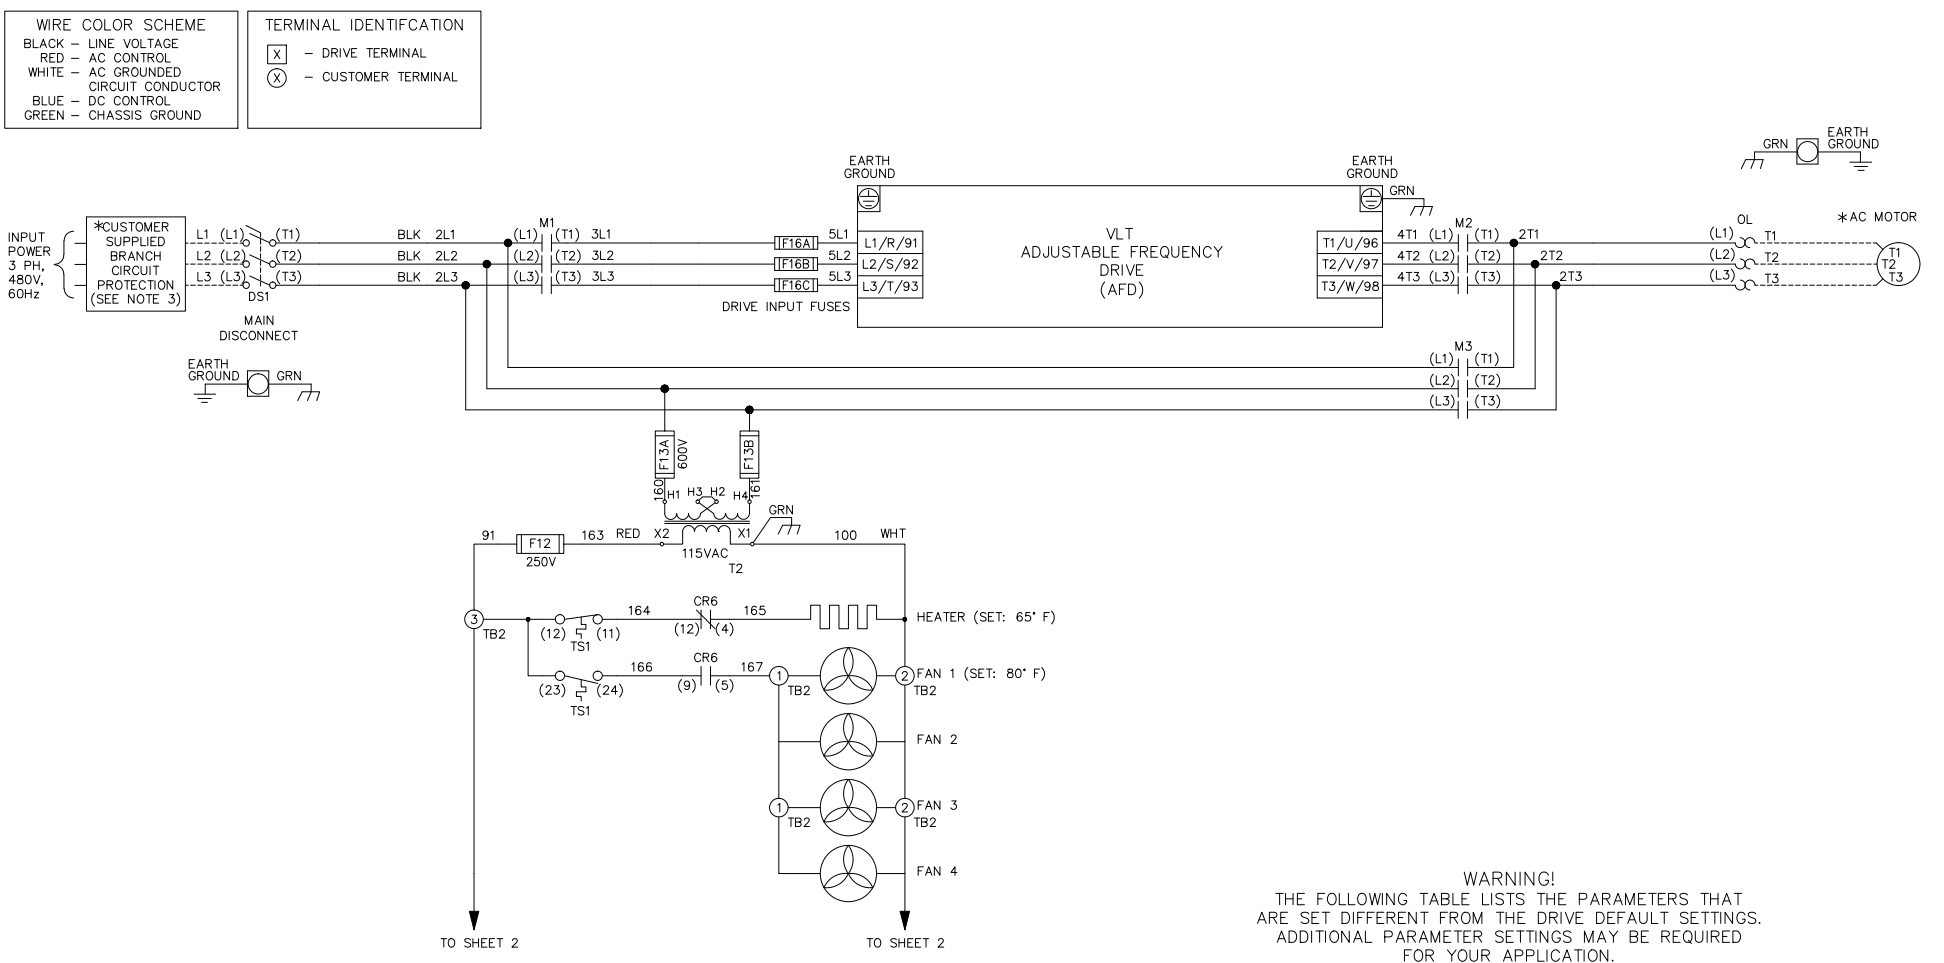 WIRE COLOR SCHEME
BLACK – LINE VOLTAGE
RED – AC CONTROL
WHITE – AC GROUNDED
CIRCUIT CONDUCTOR
BLUE – DC CONTROL
GREEN – CHASSIS GROUND
TERMINAL IDENTIFCATION
X – DRIVE TERMINAL
X – CUSTOMER TERMINAL
INPUT
POWER
3 PH,
480V,
60Hz
*CUSTOMER
SUPPLIED
BRANCH
CIRCUIT
PROTECTION
(SEE NOTE 3)
L1 (L1) (T1)
L2 (L2) (T2)
L3 (L3) (T3)
DS1
MAIN
DISCONNECT
EARTH
GROUND
GRN
BLK 2L1
BLK 2L2
BLK 2L3
M1
(L1) (T1) 3L1
(L2) (T2) 3L2
(L3) (T3) 3L3
F16A 5L1
F16B 5L2
F16C 5L3
DRIVE INPUT FUSES
EARTH
GROUND
L1/R/91
L2/S/92
L3/T/93
VLT
ADJUSTABLE FREQUENCY
DRIVE
(AFD)
EARTH
GROUND
GRN
T1/U/96
T2/V/97
T3/W/98
M2
4T1 (L1) (T1) 2T1
4T2 (L2) (T2) 2T2
4T3 (L3) (T3) 2T3
M3
(L1) (T1)
(L2) (T2)
(L3) (T3)
GRN
EARTH
GROUND
OL
(L1) T1
(L2) T2
(L3) T3
*AC MOTOR
T1
T2
T3
F13A
600V
F13B
160
161
H1 H3 H2 H4
GRN
91 F12 163 RED X2 X1 100 WHT
250V
115VAC
T2
3
TB2
(12) (11)
TS1
164
CR6
(12) (4)
165
HEATER (SET: 65° F)
(23) (24)
TS1
166
CR6
(9) (5)
167
1
TB2
2
TB2
FAN 1 (SET: 80° F)
FAN 2
1
TB2
2
TB2
FAN 3
FAN 4
TO SHEET 2
TO SHEET 2
WARNING!
THE FOLLOWING TABLE LISTS THE PARAMETERS THAT
ARE SET DIFFERENT FROM THE DRIVE DEFAULT SETTINGS.
ADDITIONAL PARAMETER SETTINGS MAY BE REQUIRED
FOR YOUR APPLICATION.